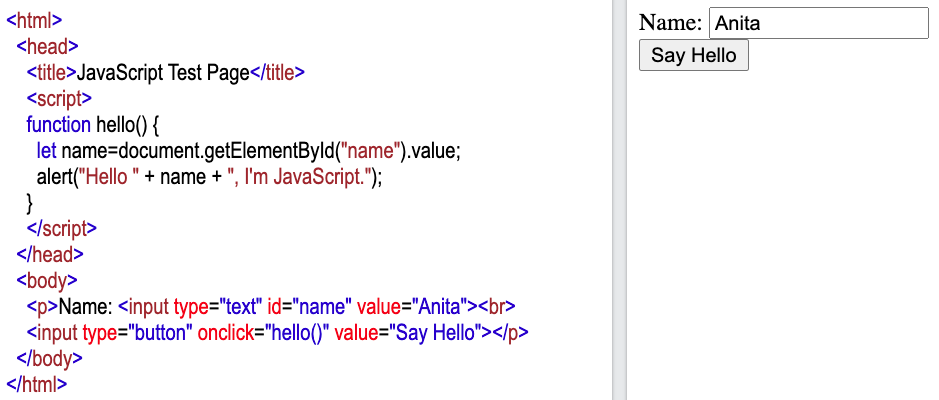 <html>
<head>
<title>JavaScript Test Page</title>
<script>
function hello() {
let name=document.getElementById("name").value;
alert("Hello " + name + ", I'm JavaScript.");
}
</script>
</head>
<body>
<p>Name: <input type="text" id="name" value="Anita"><br>
<input type="button" onclick="hello()" value="Say Hello"></p>
</body>
</html>
Name: Anita
Say Hello